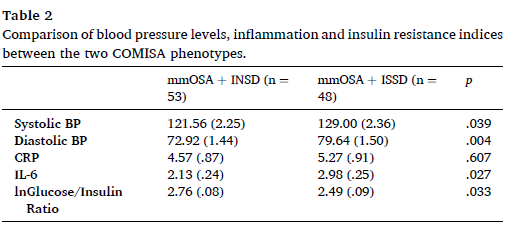 Table 2
Comparison of blood pressure levels, inflammation and insulin resistance indices
between the two COMISA phenotypes.
mmOSA + INSD (n = mmOSA + ISSD (n = p
53) 48)
Systolic BP 121.56 (2.25) 129.00 (2.36) .039
Diastolic BP 72.92 (1.44) 79.64 (1.50) .004
CRP 4.57 (.87) 5.27 (.91) .607
IL-6 2.13 (.24) 2.98 (.25) .027
lnGlucose/Insulin 2.76 (.08) 2.49 (.09) .033
Ratio